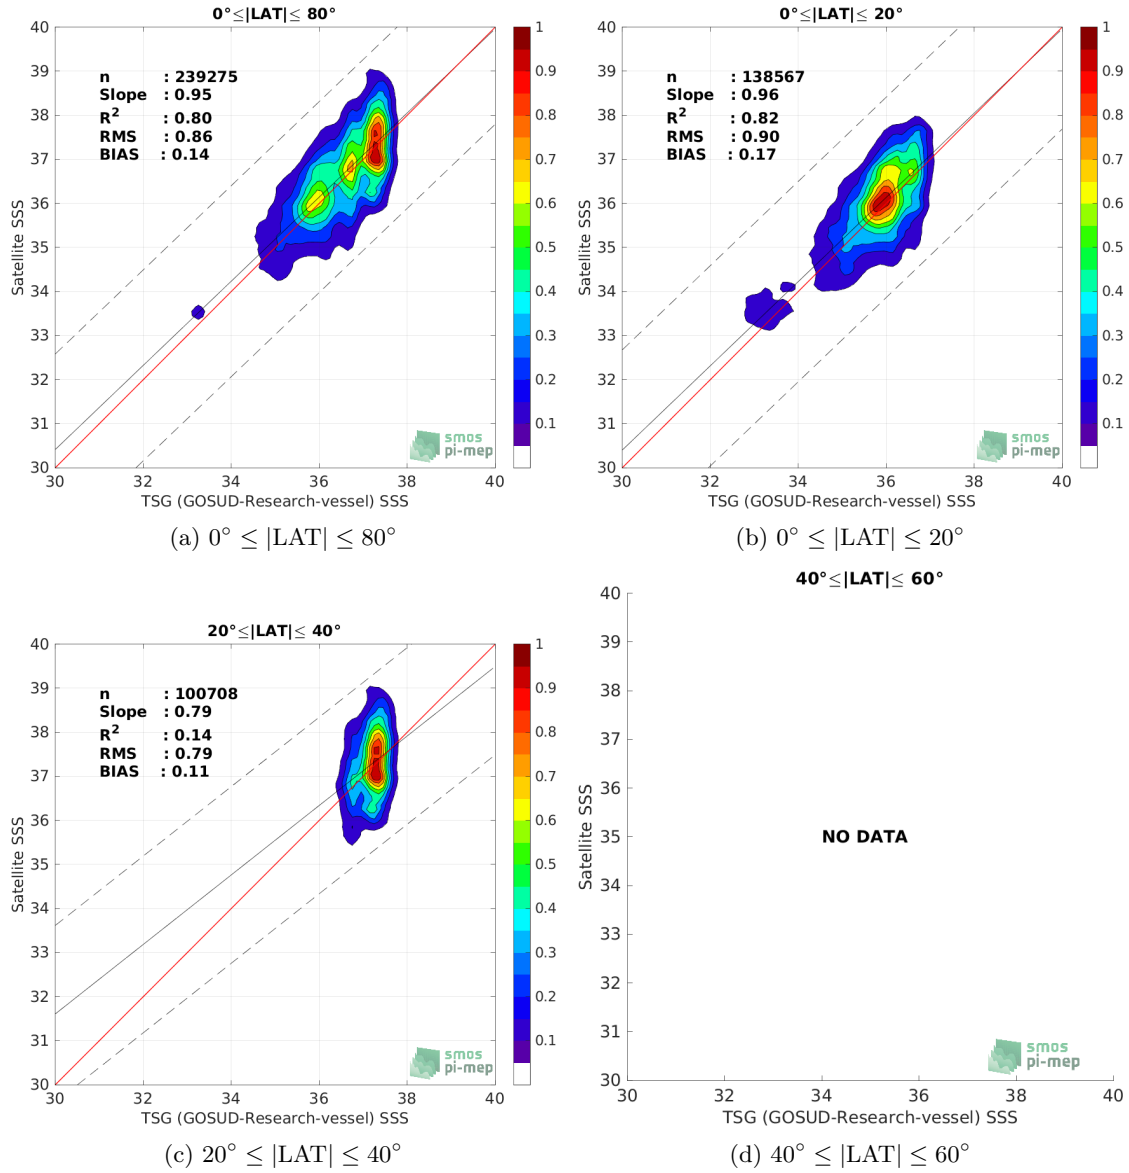 0°≤|LAT|≤ 80°
40
39
38
37
36
35
34
33
32
31
30
Satellite SSS
n : 239275
Slope : 0.95
R² : 0.80
RMS : 0.86
BIAS : 0.14
smos
pi-mep
30 32 34 36 38 40
TSG (GOSUD-Research-vessel) SSS
1
0.9
0.8
0.7
0.6
0.5
0.4
0.3
0.2
0.1
(a) 0° ≤ |LAT| ≤ 80°
0°≤|LAT|≤ 20°
40
39
38
37
36
35
34
33
32
31
30
Satellite SSS
n : 138567
Slope : 0.96
R² : 0.82
RMS : 0.90
BIAS : 0.17
smos
pi-mep
30 32 34 36 38 40
TSG (GOSUD-Research-vessel) SSS
1
0.9
0.8
0.7
0.6
0.5
0.4
0.3
0.2
0.1
(b) 0° ≤ |LAT| ≤ 20°
20°≤|LAT|≤ 40°
40
39
38
37
36
35
34
33
32
31
30
Satellite SSS
n : 100708
Slope : 0.79
R² : 0.14
RMS : 0.79
BIAS : 0.11
smos
pi-mep
30 32 34 36 38 40
TSG (GOSUD-Research-vessel) SSS
1
0.9
0.8
0.7
0.6
0.5
0.4
0.3
0.2
0.1
(c) 20° ≤ |LAT| ≤ 40°
40°≤|LAT|≤ 60°
40
39
38
37
36
35
34
33
32
31
30
Satellite SSS
NO DATA
smos
pi-mep
30 32 34 36 38 40
TSG (GOSUD-Research-vessel) SSS
(d) 40° ≤ |LAT| ≤ 60°